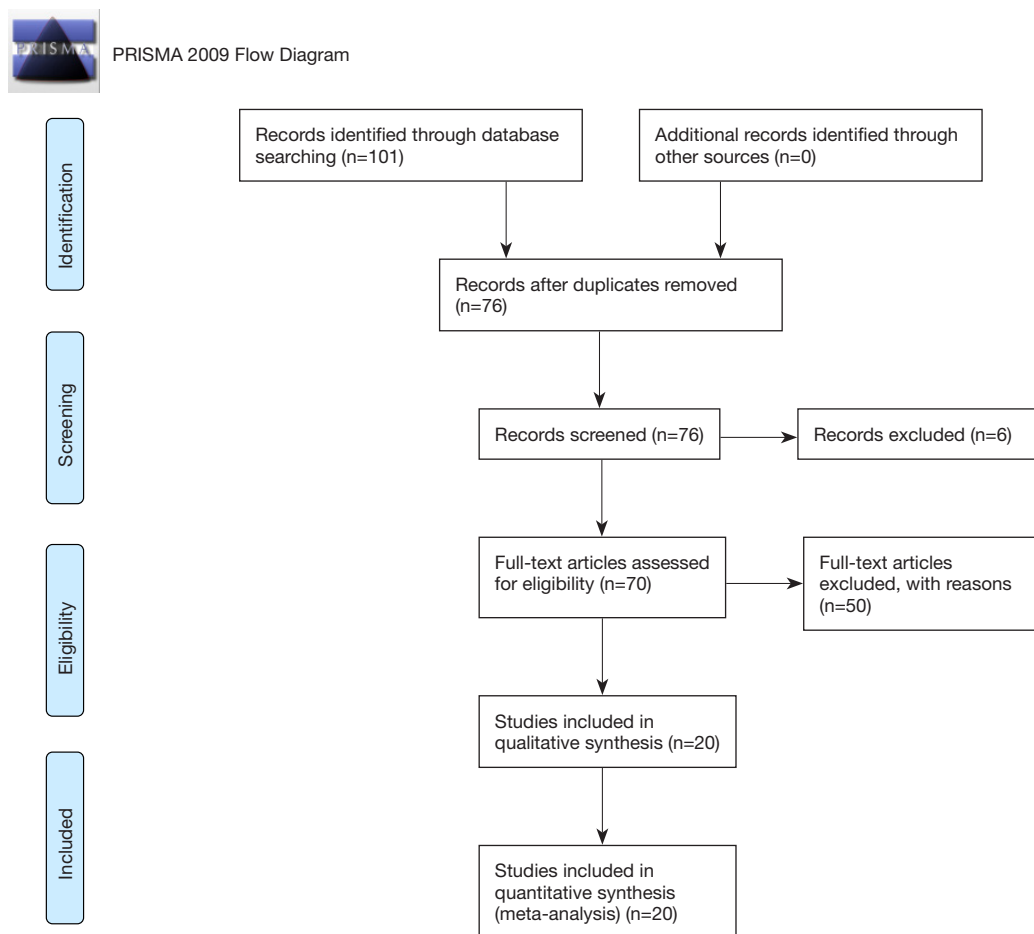 PRISMA
PRISMA 2009 Flow Diagram
Identification
Records identified through database
searching (n=101)
Additional records identified through
other sources (n=0)
Records after duplicates removed
(n=76)
Screening
Records screened (n=76)
Records excluded (n=6)
Eligibility
Full-text articles assessed
for eligibility (n=70)
Full-text articles
excluded, with reasons
(n=50)
Studies included in
qualitative synthesis (n=20)
Included
Studies included in
quantitative synthesis
(meta-analysis) (n=20)